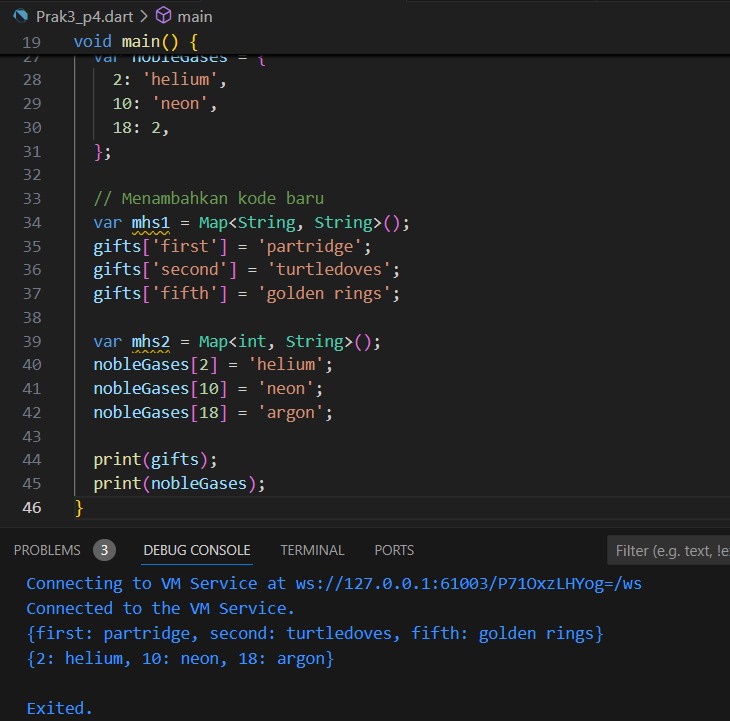 Prak3_p4.dart > main
19 void main() {
27 var nobleGases = {
28 2: 'helium',
29 10: 'neon',
30 18: 2,
31 };
32
33 // Menambahkan kode baru
34 var mhs1 = Map<String, String>();
35 gifts['first'] = 'partridge';
36 gifts['second'] = 'turtledoves';
37 gifts['fifth'] = 'golden rings';
38
39 var mhs2 = Map<int, String>();
40 nobleGases[2] = 'helium';
41 nobleGases[10] = 'neon';
42 nobleGases[18] = 'argon';
43
44 print(gifts);
45 print(nobleGases);
46 }
PROBLEMS 3 DEBUG CONSOLE TERMINAL PORTS Filter (e.g. text, !e
Connecting to VM Service at ws://127.0.0.1:61003/P71OxzLHYog=/ws
Connected to the VM Service.
{first: partridge, second: turtledoves, fifth: golden rings}
{2: helium, 10: neon, 18: argon}
Exited.